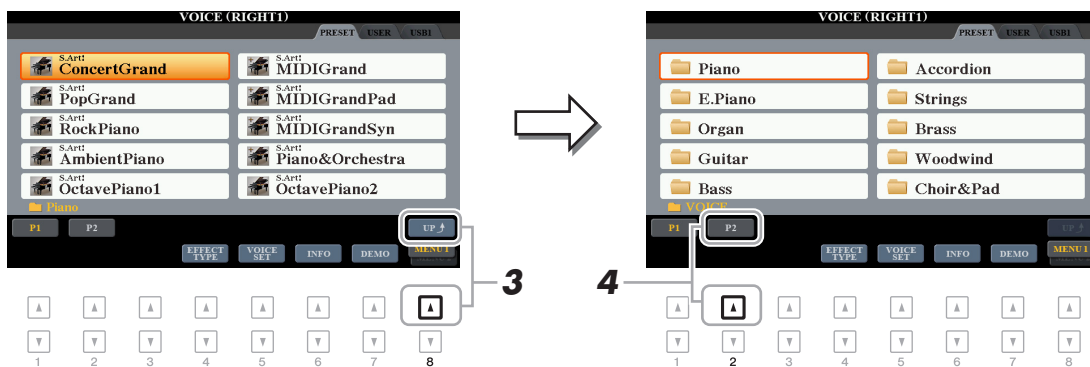 VOICE (RIGHT1)
PRESET USER USB1
S.Art!
ConcertGrand
S.Art!
MIDIGrand
S.Art!
PopGrand
S.Art!
MIDIGrandPad
S.Art!
RockPiano
S.Art!
MIDIGrandSyn
S.Art!
AmbientPiano
S.Art!
Piano&Orchestra
S.Art!
OctavePiano1
S.Art!
OctavePiano2
Piano
P1 P2 UP
EFFECT TYPE VOICE SET INFO DEMO MENU 1
3
1 2 3 4 5 6 7 8
VOICE (RIGHT1)
PRESET USER USB1
Piano Accordion
E.Piano Strings
Organ Brass
Guitar Woodwind
Bass Choir&Pad
VOICE
P1 P2 UP
EFFECT TYPE VOICE SET INFO DEMO MENU 1
4
1 2 3 4 5 6 7 8